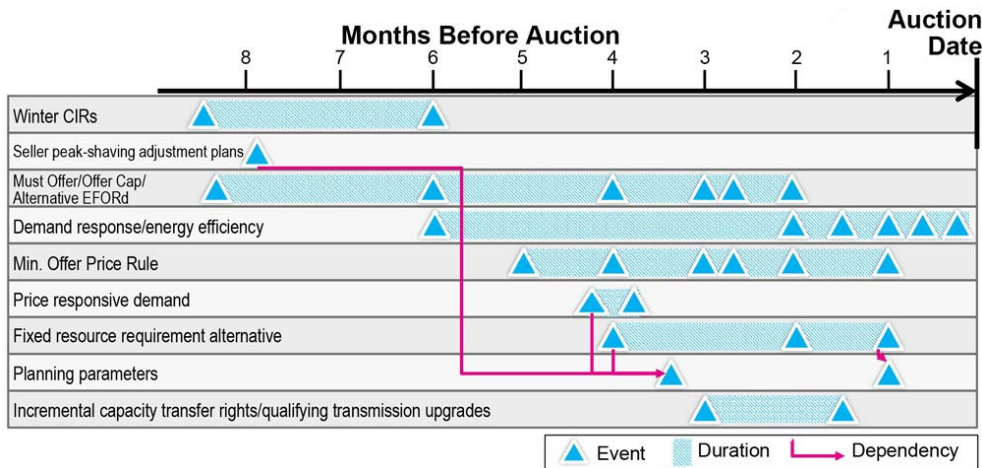 Auction
Date
Months Before Auction
8 7 6 5 4 3 2 1
Winter CIRs
Seller peak-shaving adjustment plans
Must Offer/Offer Cap/
Alternative EFORd
Demand response/energy efficiency
Min. Offer Price Rule
Price responsive demand
Fixed resource requirement alternative
Planning parameters
Incremental capacity transfer rights/qualifying transmission upgrades
Event Duration Dependency